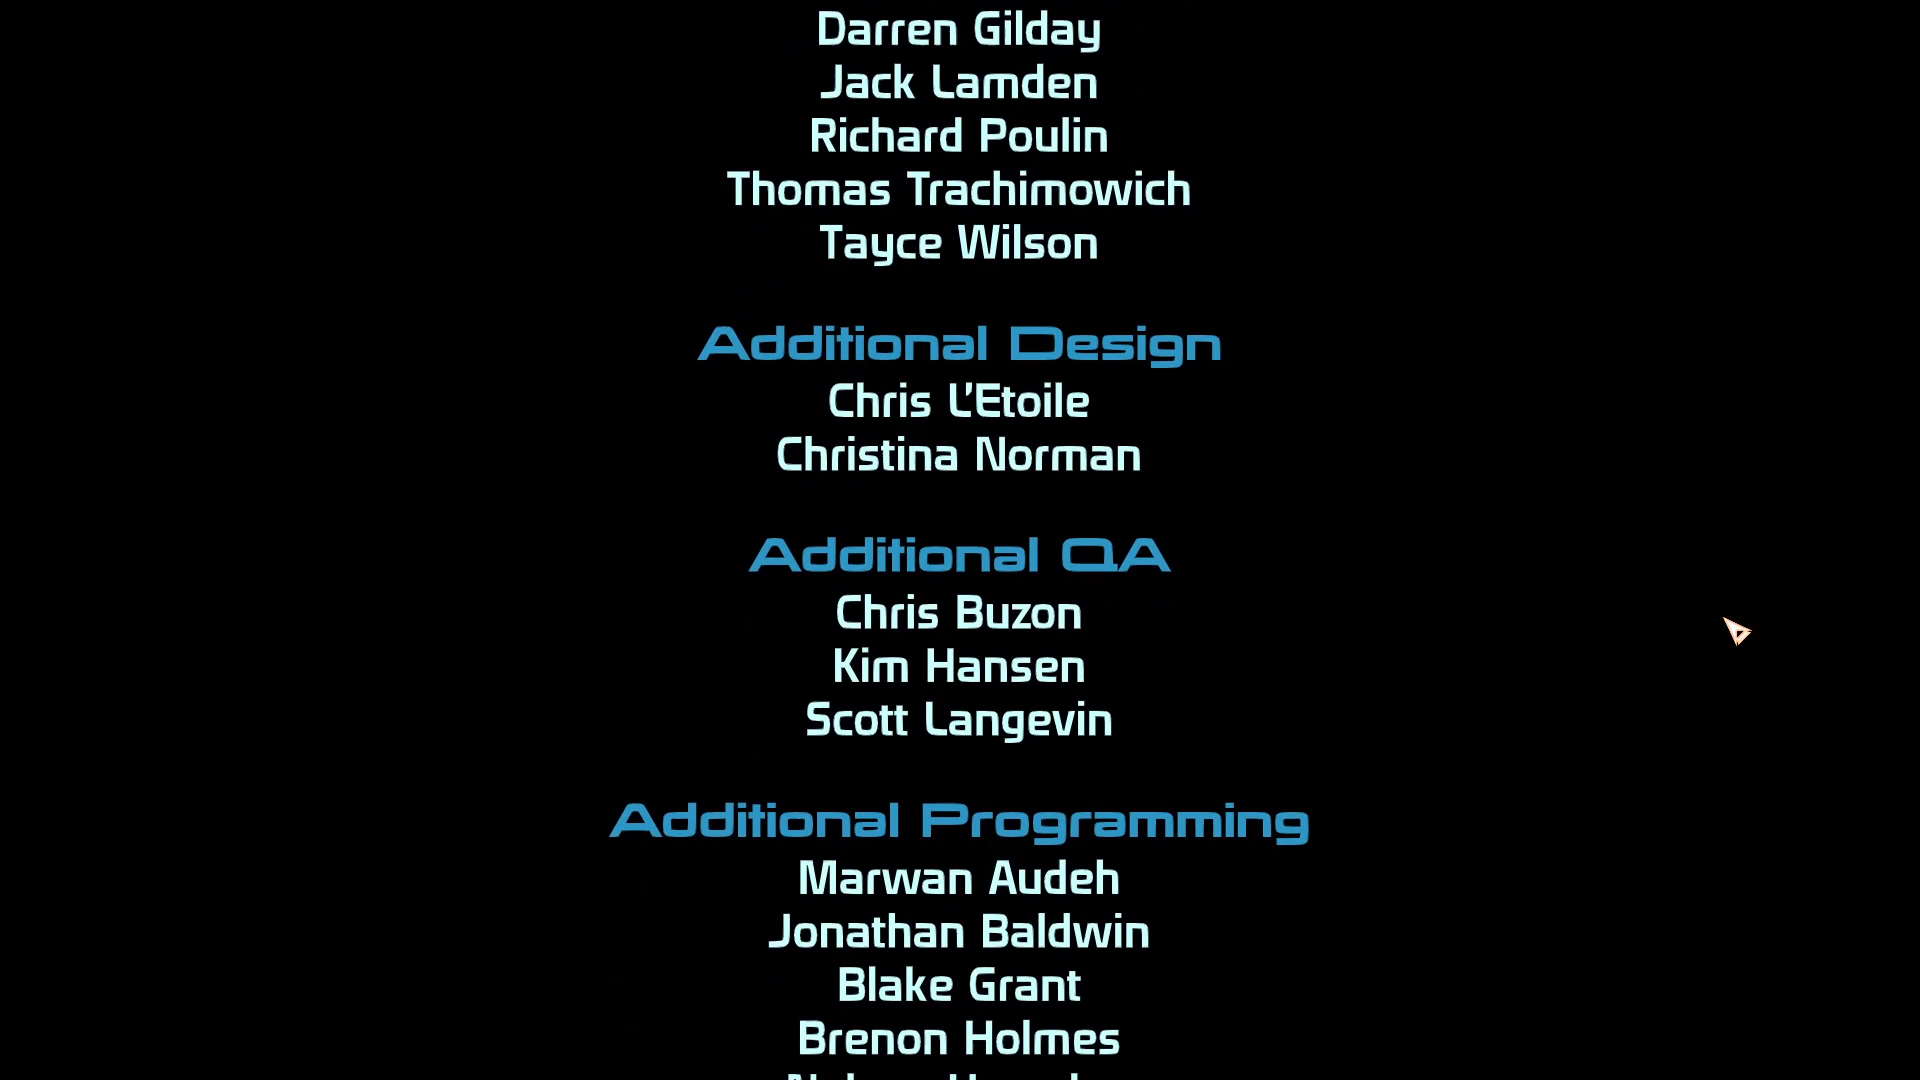 Darren Gilday
Jack Lamden
Richard Poulin
Thomas Trachimowich
Tayce Wilson
Additional Design
Chris L'Etoile
Christina Norman
Additional QA
Chris Buzon
Kim Hansen
Scott Langevin
Additional Programming
Marwan Audeh
Jonathan Baldwin
Blake Grant
Brenon Holmes